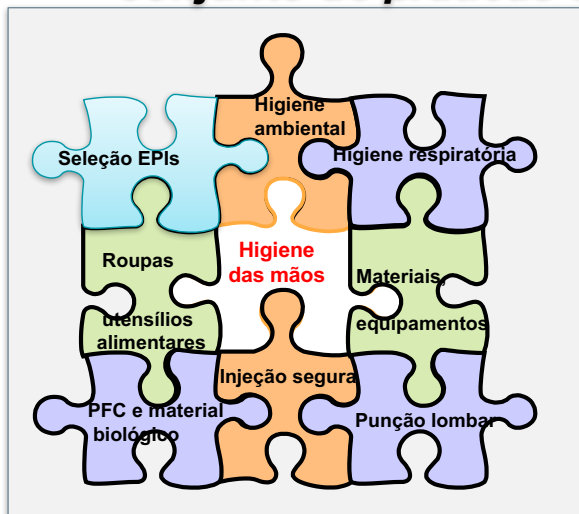 Higiene
ambiental
Seleção EPIs
Higiene respiratória
Roupas
utensílios
alimentares
Higiene
das mãos
Materiais,
equipamentos
PFC e material
biológico
Injeção segura
Punção lombar